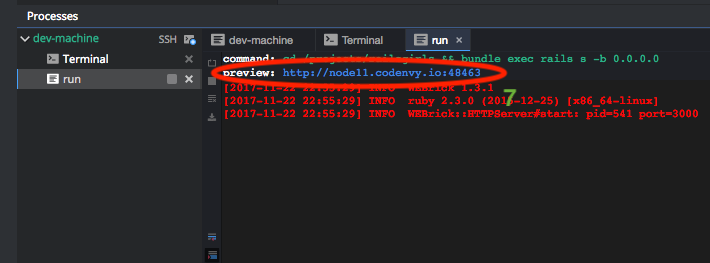 Processes
dev-machine SSH
Terminal
run
dev-machine Terminal run
command: cd /projects/railsgirls && bundle exec rails s -b 0.0.0.0
preview: http://node11.codenvy.io:48463
[2017-11-22 22:55:29] INFO WEBrick 1.3.1
7
[2017-11-22 22:55:29] INFO ruby 2.3.0 (2015-12-25) [x86_64-linux]
[2017-11-22 22:55:29] INFO WEBrick::HTTPServer#start: pid=541 port=3000